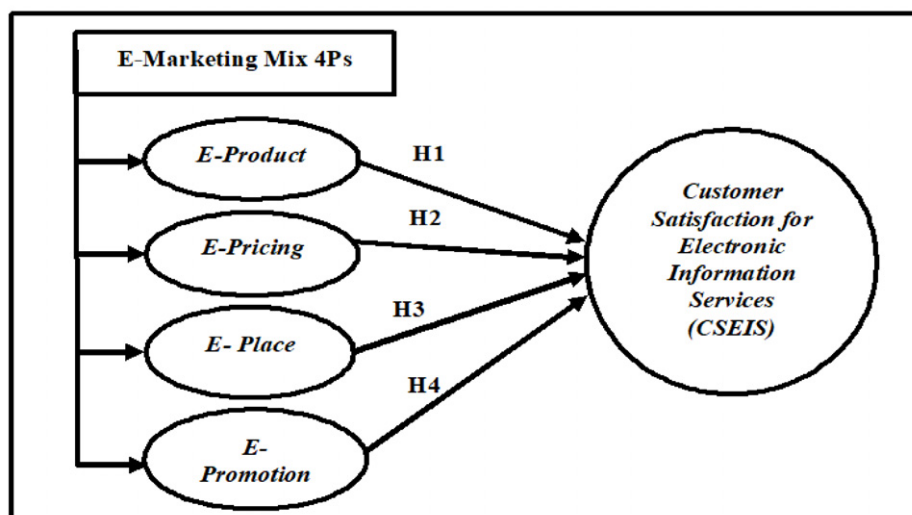 E-Marketing Mix 4Ps
E-Product
H1
E-Pricing
H2
E- Place
H3
E-
Promotion
H4
Customer
Satisfaction for
Electronic
Information
Services
(CSEIS)